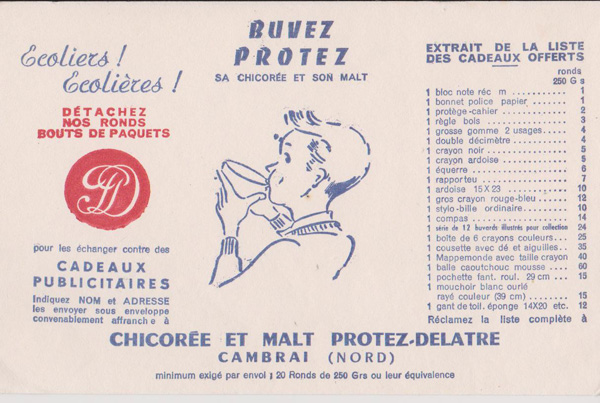 Ecoliers !
Ecolières !
DÉTACHEZ
NOS RONDS
BOUTS DE PAQUETS
PD
pour les échanger contre des
CADEAUX
PUBLICITAIRES
Indiquez NOM et ADRESSE
les envoyer sous enveloppe
convenablement affranch e à
BUVEZ
PROTEZ
SA CHICORÉE ET SON MALT
EXTRAIT DE LA LISTE
DES CADEAUX OFFERTS
ronds
250 G s
1 bloc note réc m ........ 1
1 bonnet police papier ....... 1
1 protège-cahier ........ 2
1 règle bois ........ 3
1 grosse gomme 2 usages.... 4
1 double décimètre ........ 4
1 crayon noir ........ 5
1 crayon ardoise ........ 5
1 équerre ........ 6
1 rapporteu ........ 7
1 ardoise 15 X 23 ........ 10
1 gros crayon rouge-bleu .... 12
1 stylo-bille ordinaire........ 10
1 compas ........ 14
1 série de 12 buvards illustrés pour collection 24
1 boîte de 6 crayons couleurs... 25
1 cousette avec dé et aiguilles.. 35
1 Mappemonde avec taille crayon 40
1 balle caoutchouc mousse .... 60
1 pochette fant. roul. 29 cm ... 15
1 mouchoir blanc ourlé
rayé couleur (39 cm) ........ 15
1 gant de toil. éponge 14X20 etc. 12
Réclamez la liste complète à
CHICORÉE ET MALT PROTEZ-DELATRE
CAMBRAI (NORD)
minimum exigé par envoi : 20 Ronds de 250 Grs ou leur équivalence